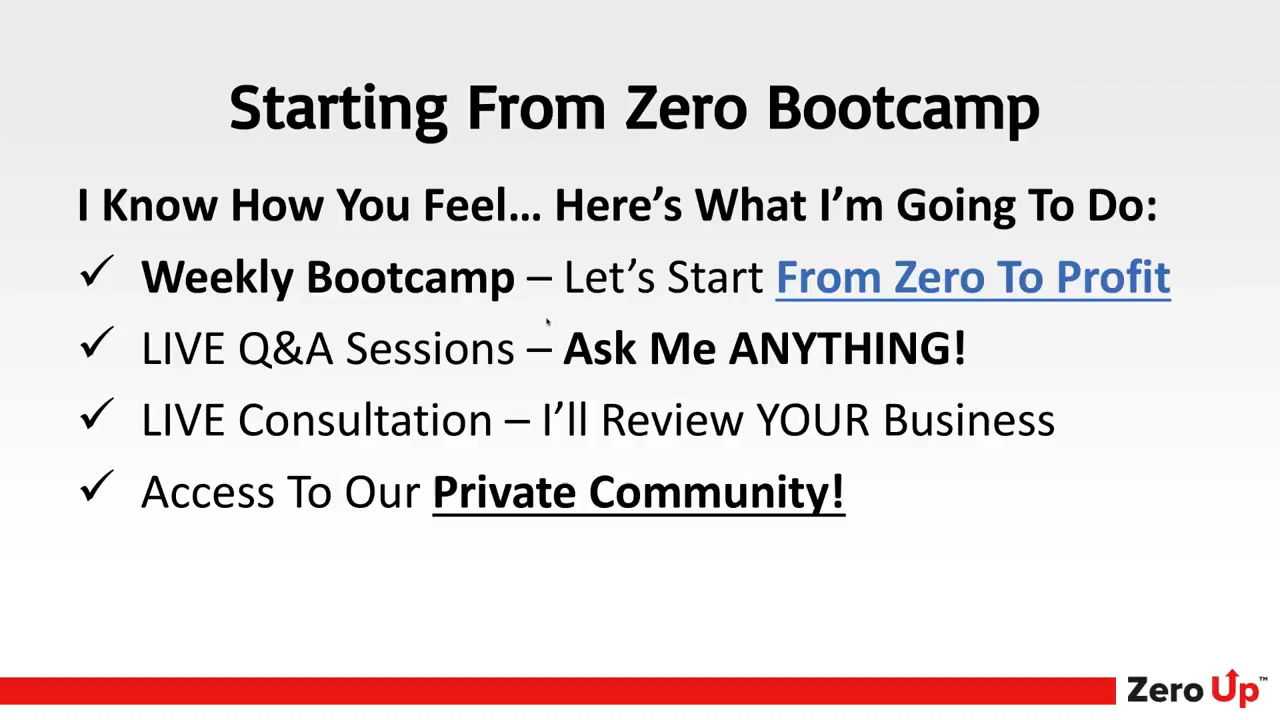 Starting From Zero Bootcamp
I Know How You Feel… Here’s What I’m Going To Do:
✓ Weekly Bootcamp – Let’s Start From Zero To Profit
✓ LIVE Q&A Sessions – Ask Me ANYTHING!
✓ LIVE Consultation – I’ll Review YOUR Business
✓ Access To Our Private Community!
Zero Up™